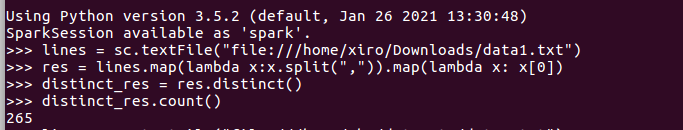 Using Python version 3.5.2 (default, Jan 26 2021 13:30:48)
SparkSession available as 'spark'.
>>> lines = sc.textFile("file:///home/xiro/Downloads/data1.txt")
>>> res = lines.map(lambda x:x.split(",")).map(lambda x: x[0])
>>> distinct_res = res.distinct()
>>> distinct_res.count()
265